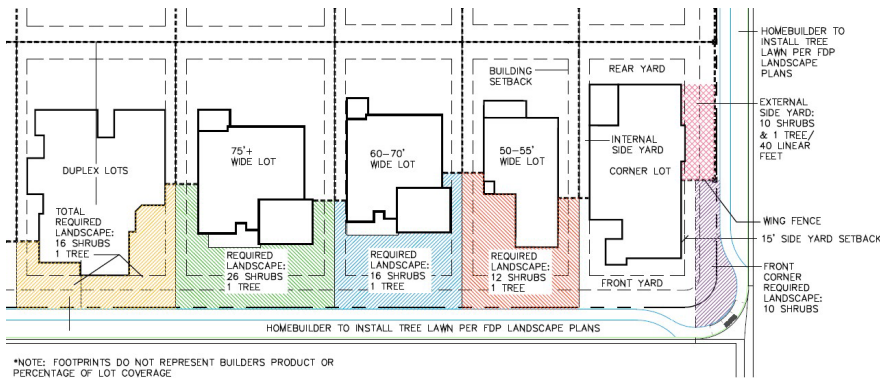 HOMEBUILDER TO
INSTALL TREE
LAWN PER FDP
LANDSCAPE
PLANS
BUILDING
SETBACK
REAR YARD
EXTERNAL
SIDE YARD:
10 SHRUBS
& 1 TREE/
40 LINEAR
FEET
DUPLEX LOTS
75'+
WIDE LOT
60-70'
WIDE LOT
50-55'
WIDE LOT
INTERNAL
SIDE YARD
CORNER LOT
TOTAL
REQUIRED
LANDSCAPE:
16 SHRUBS
1 TREE
WING FENCE
15' SIDE YARD SETBACK
REQUIRED
LANDSCAPE:
26 SHRUBS
1 TREE
REQUIRED
LANDSCAPE:
16 SHRUBS
1 TREE
REQUIRED
LANDSCAPE:
12 SHRUBS
1 TREE
FRONT YARD
FRONT
CORNER
REQUIRED
LANDSCAPE:
10 SHRUBS
HOMEBUILDER TO INSTALL TREE LAWN PER FDP LANDSCAPE PLANS
*NOTE: FOOTPRINTS DO NOT REPRESENT BUILDERS PRODUCT OR
PERCENTAGE OF LOT COVERAGE